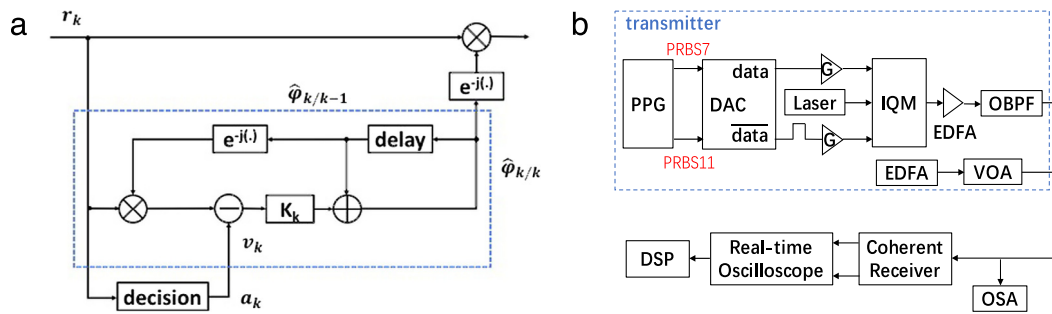 a
r_k
e^{-j(.)}
φ̂_{k/k-1}
e^{-j(.)}
delay
φ̂_{k/k}
K_k
v_k
decision
a_k
b
transmitter
PRBS7
data
G
PPG
DAC
Laser
IQM
OBPF
EDFA
data
G
PRBS11
EDFA
VOA
DSP
Real-time
Oscilloscope
Coherent
Receiver
OSA